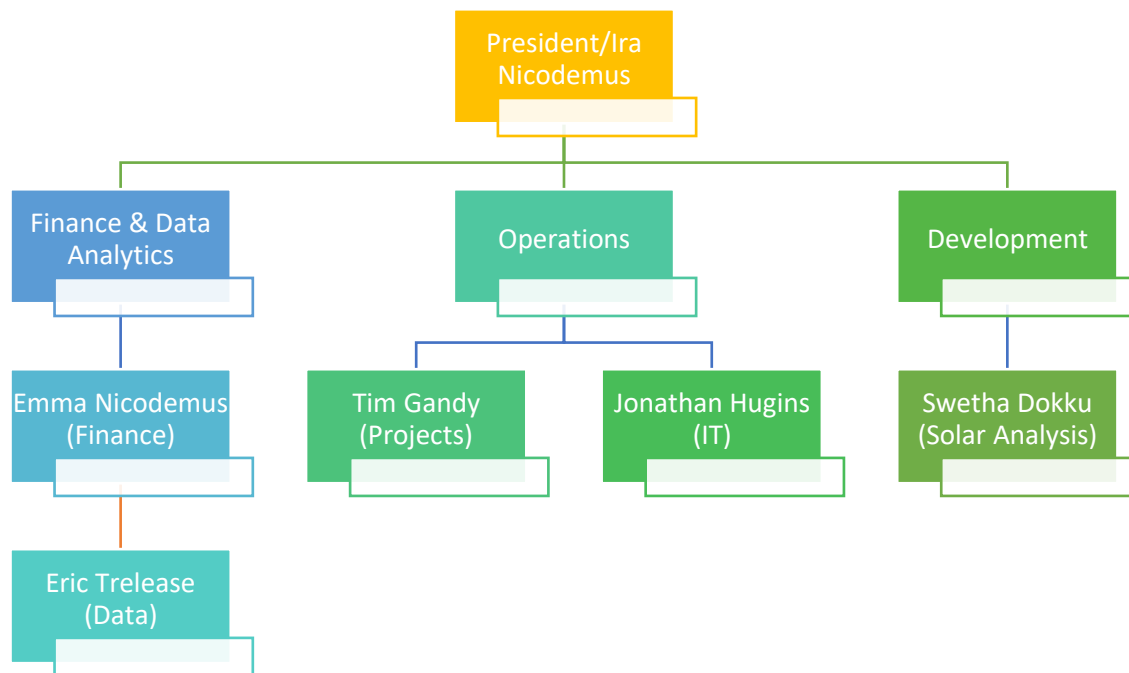 President/Ira
Nicodemus
Finance & Data
Analytics
Operations
Development
Emma Nicodemus
(Finance)
Tim Gandy
(Projects)
Jonathan Hugins
(IT)
Swetha Dokku
(Solar Analysis)
Eric Trelease
(Data)